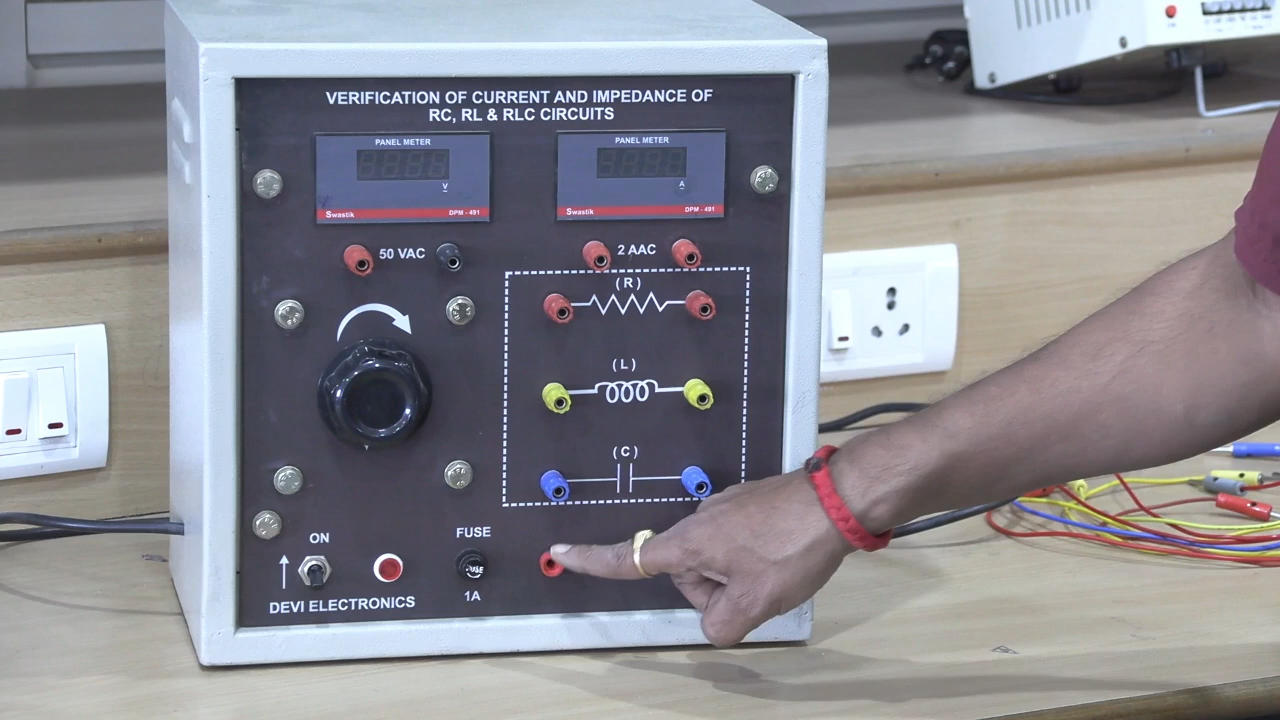 VERIFICATION OF CURRENT AND IMPEDANCE OF
RC, RL & RLC CIRCUITS
PANEL METER
V
Swastik
DPM - 491
PANEL METER
A
Swastik
DPM - 491
50 VAC
2 AAC
( R )
( L )
( C )
ON
FUSE
FUSE
1A
DEVI ELECTRONICS